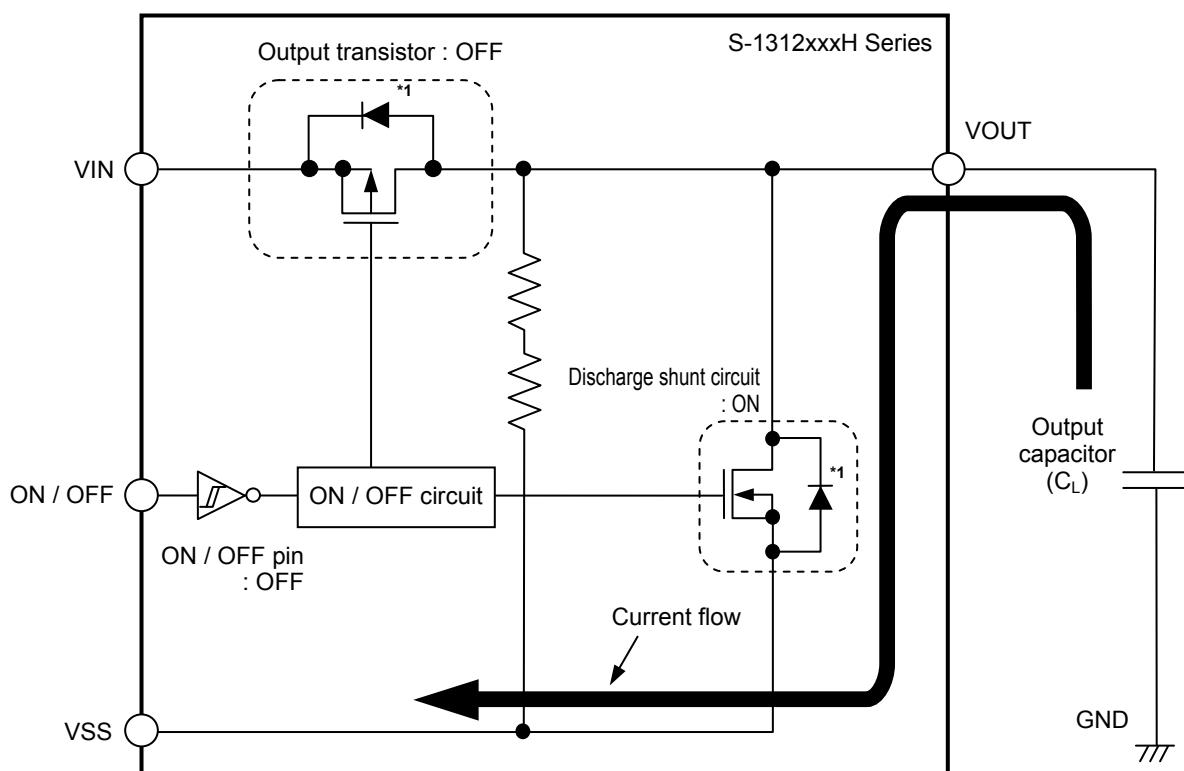 S-1312xxxH Series
Output transistor : OFF
*1
VOUT
VIN
Discharge shunt circuit
: ON
*1
Output
capacitor
(CL)
ON / OFF
ON / OFF circuit
ON / OFF pin
: OFF
Current flow
GND
VSS